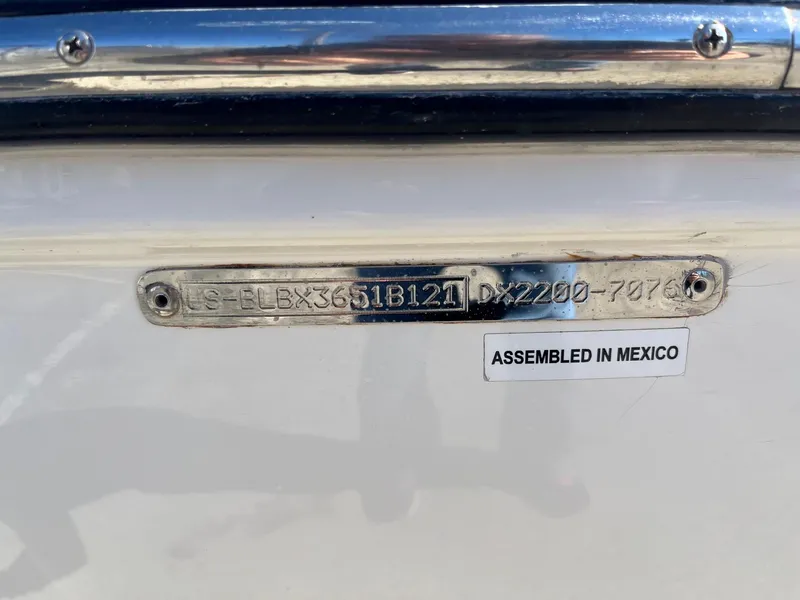 US-BLBX3651B121 DX2200-7076
ASSEMBLED IN MEXICO